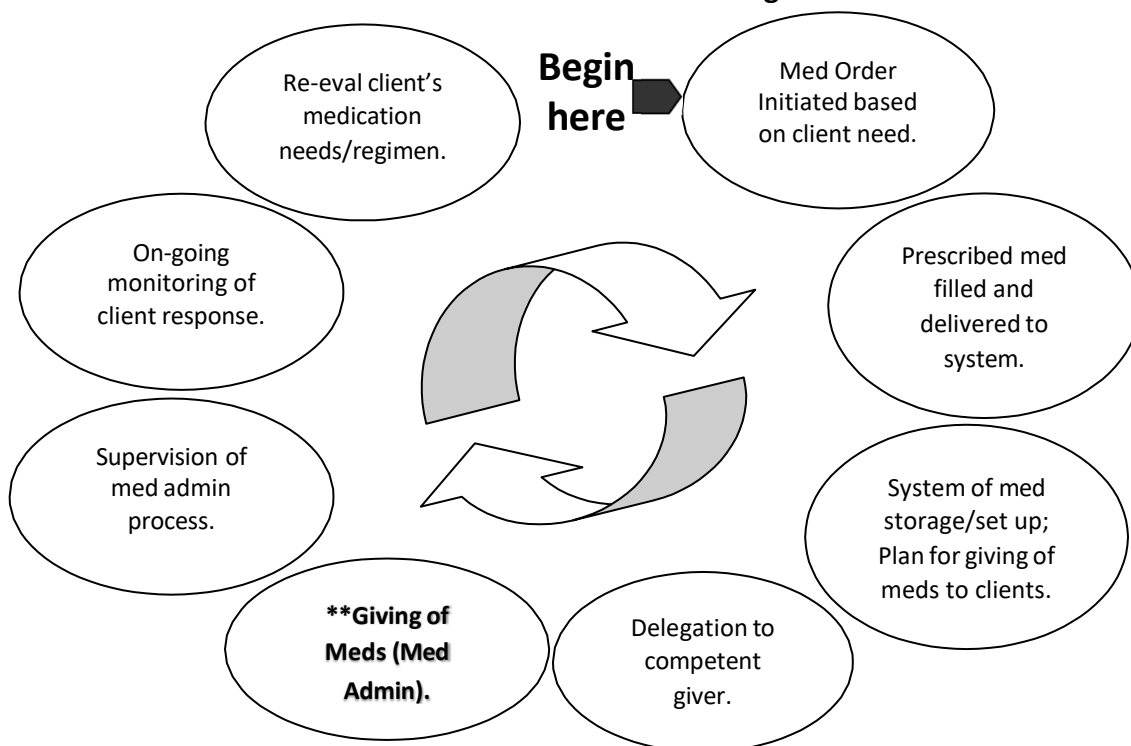 Begin
here
Med Order
Initiated based
on client need.
Prescribed med
filled and
delivered to
system.
System of med
storage/set up;
Plan for giving of
meds to clients.
Delegation to
competent
giver.
**Giving of
Meds (Med
Admin).
Supervision of
med admin
process.
On-going
monitoring of
client response.
Re-eval client’s
medication
needs/regimen.